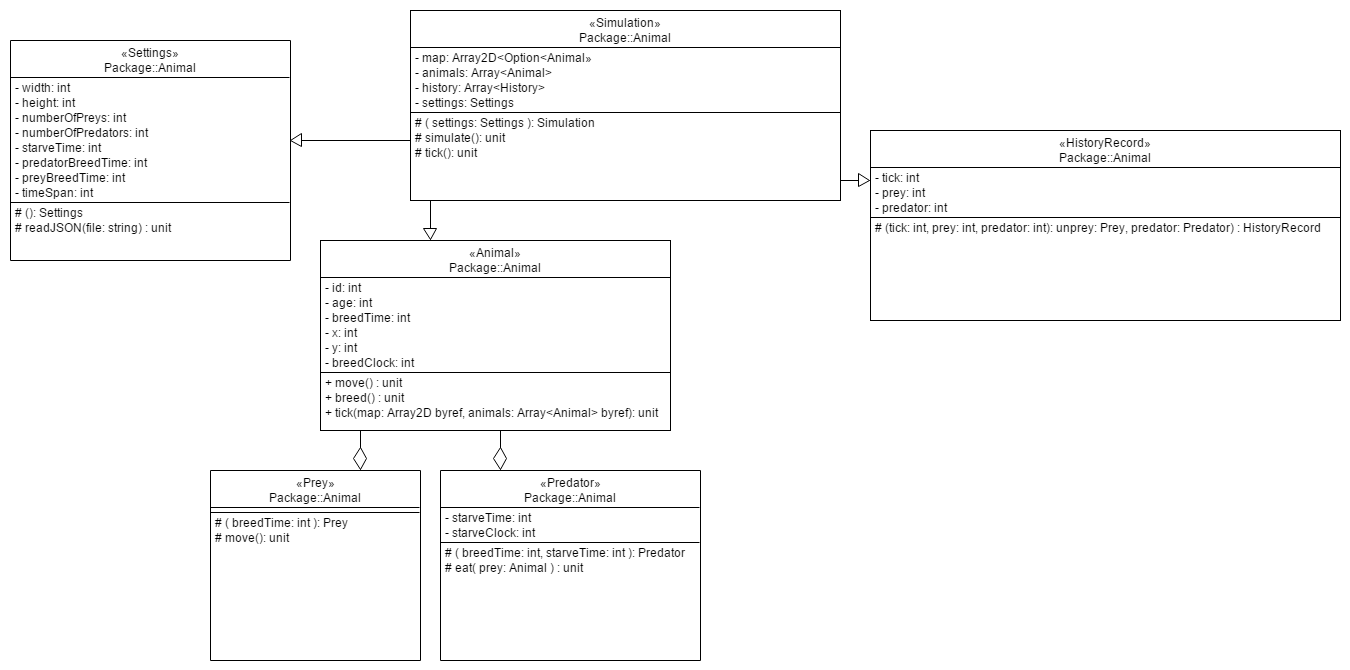 «Settings»
Package::Animal
- width: int
- height: int
- numberOfPreys: int
- numberOfPredators: int
- starveTime: int
- predatorBreedTime: int
- preyBreedTime: int
- timeSpan: int
# (): Settings
# readJSON(file: string) : unit
«Simulation»
Package::Animal
- map: Array2D<Option<Animal»
- animals: Array<Animal>
- history: Array<History>
- settings: Settings
# ( settings: Settings ): Simulation
# simulate(): unit
# tick(): unit
«HistoryRecord»
Package::Animal
- tick: int
- prey: int
- predator: int
# (tick: int, prey: int, predator: int): unprey: Prey, predator: Predator) : HistoryRecord
«Animal»
Package::Animal
- id: int
- age: int
- breedTime: int
- x: int
- y: int
- breedClock: int
+ move() : unit
+ breed() : unit
+ tick(map: Array2D byref, animals: Array<Animal> byref): unit
«Prey»
Package::Animal
# ( breedTime: int ): Prey
# move(): unit
«Predator»
Package::Animal
- starveTime: int
- starveClock: int
# ( breedTime: int, starveTime: int ): Predator
# eat( prey: Animal ) : unit